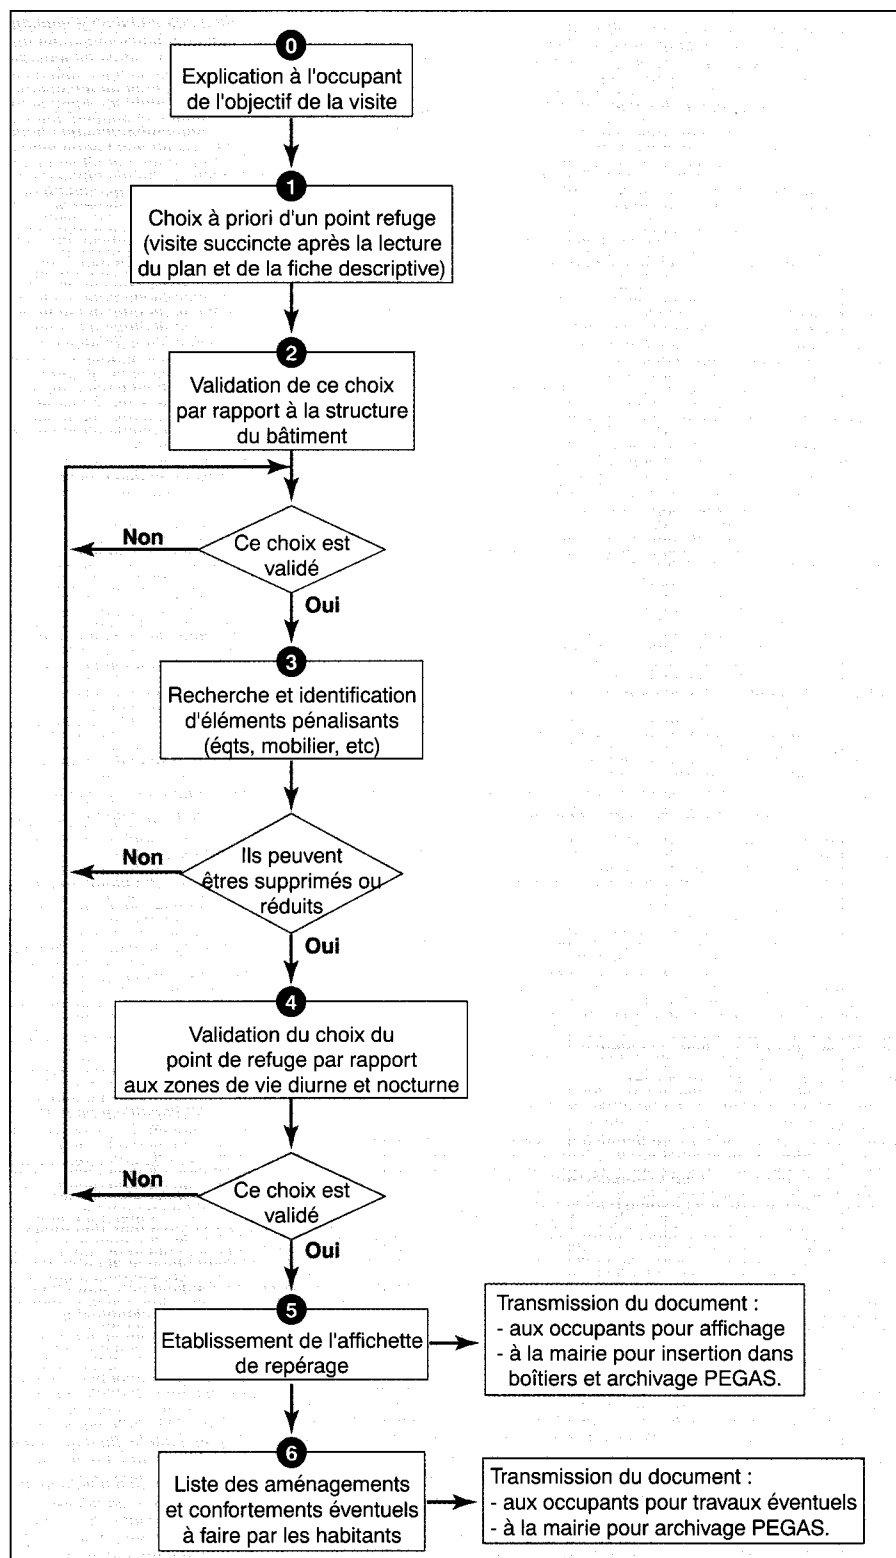 0
Explication à l'occupant
de l'objectif de la visite
1
Choix à priori d'un point refuge
(visite succincte après la lecture
du plan et de la fiche descriptive)
2
Validation de ce choix
par rapport à la structure
du bâtiment
Non
Ce choix est
validé
Oui
3
Recherche et identification
d'éléments pénalisants
(éqts, mobilier, etc)
Non
Ils peuvent
êtres supprimés ou
réduits
Oui
4
Validation du choix du
point de refuge par rapport
aux zones de vie diurne et nocturne
Non
Ce choix est
validé
Oui
5
Etablissement de l'affichette
de repérage
Transmission du document :
- aux occupants pour affichage
- à la mairie pour insertion dans
boîtiers et archivage PEGAS.
6
Liste des aménagements
et confortements éventuels
à faire par les habitants
Transmission du document :
- aux occupants pour travaux éventuels
- à la mairie pour archivage PEGAS.